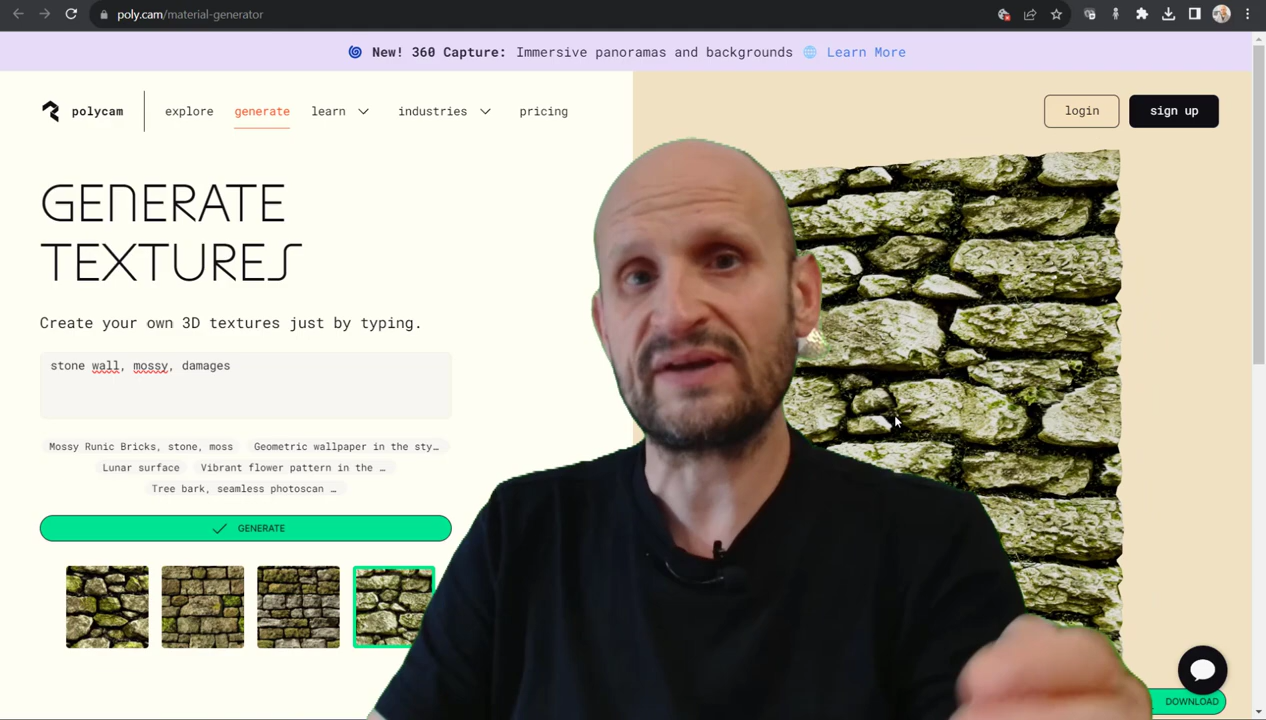 poly.cam/material-generator
New! 360 Capture: Immersive panoramas and backgrounds Learn More
polycam explore generate learn industries pricing login sign up
GENERATE
TEXTURES
Create your own 3D textures just by typing.
stone wall, mossy, damages
Mossy Runic Bricks, stone, moss Geometric wallpaper in the sty…
Lunar surface Vibrant flower pattern in the …
Tree bark, seamless photoscan …
GENERATE
DOWNLOAD